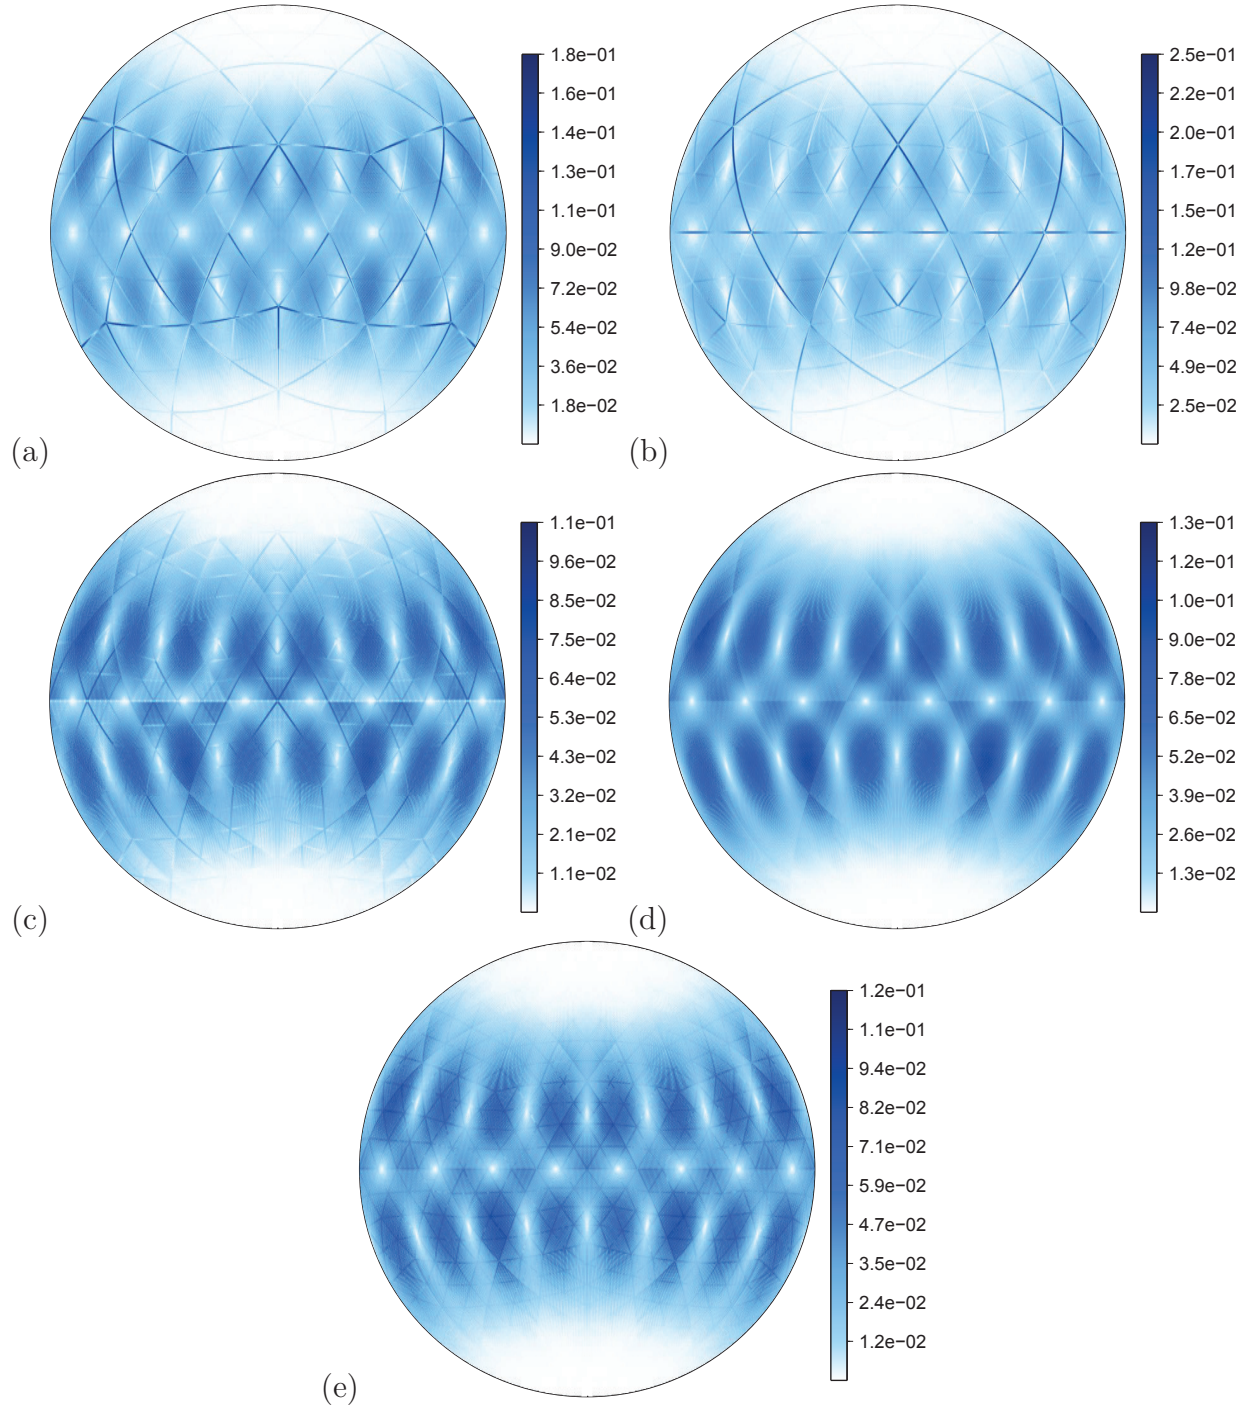 1.8e−01
1.6e−01
1.4e−01
1.3e−01
1.1e−01
9.0e−02
7.2e−02
5.4e−02
3.6e−02
1.8e−02
(a)
2.5e−01
2.2e−01
2.0e−01
1.7e−01
1.2e−01
9.8e−02
7.4e−02
4.9e−02
2.5e−02
(b)
1.1e−01
9.6e−02
8.5e−02
7.5e−02
6.4e−02
5.3e−02
4.3e−02
3.2e−02
2.1e−02
1.1e−02
(c)
1.3e−01
1.2e−01
1.0e−01
9.0e−02
7.8e−02
6.5e−02
5.2e−02
3.9e−02
2.6e−02
1.3e−02
(d)
1.2e−01
1.1e−01
9.4e−02
8.2e−02
7.1e−02
5.9e−02
4.7e−02
3.5e−02
2.4e−02
1.2e−02
(e)